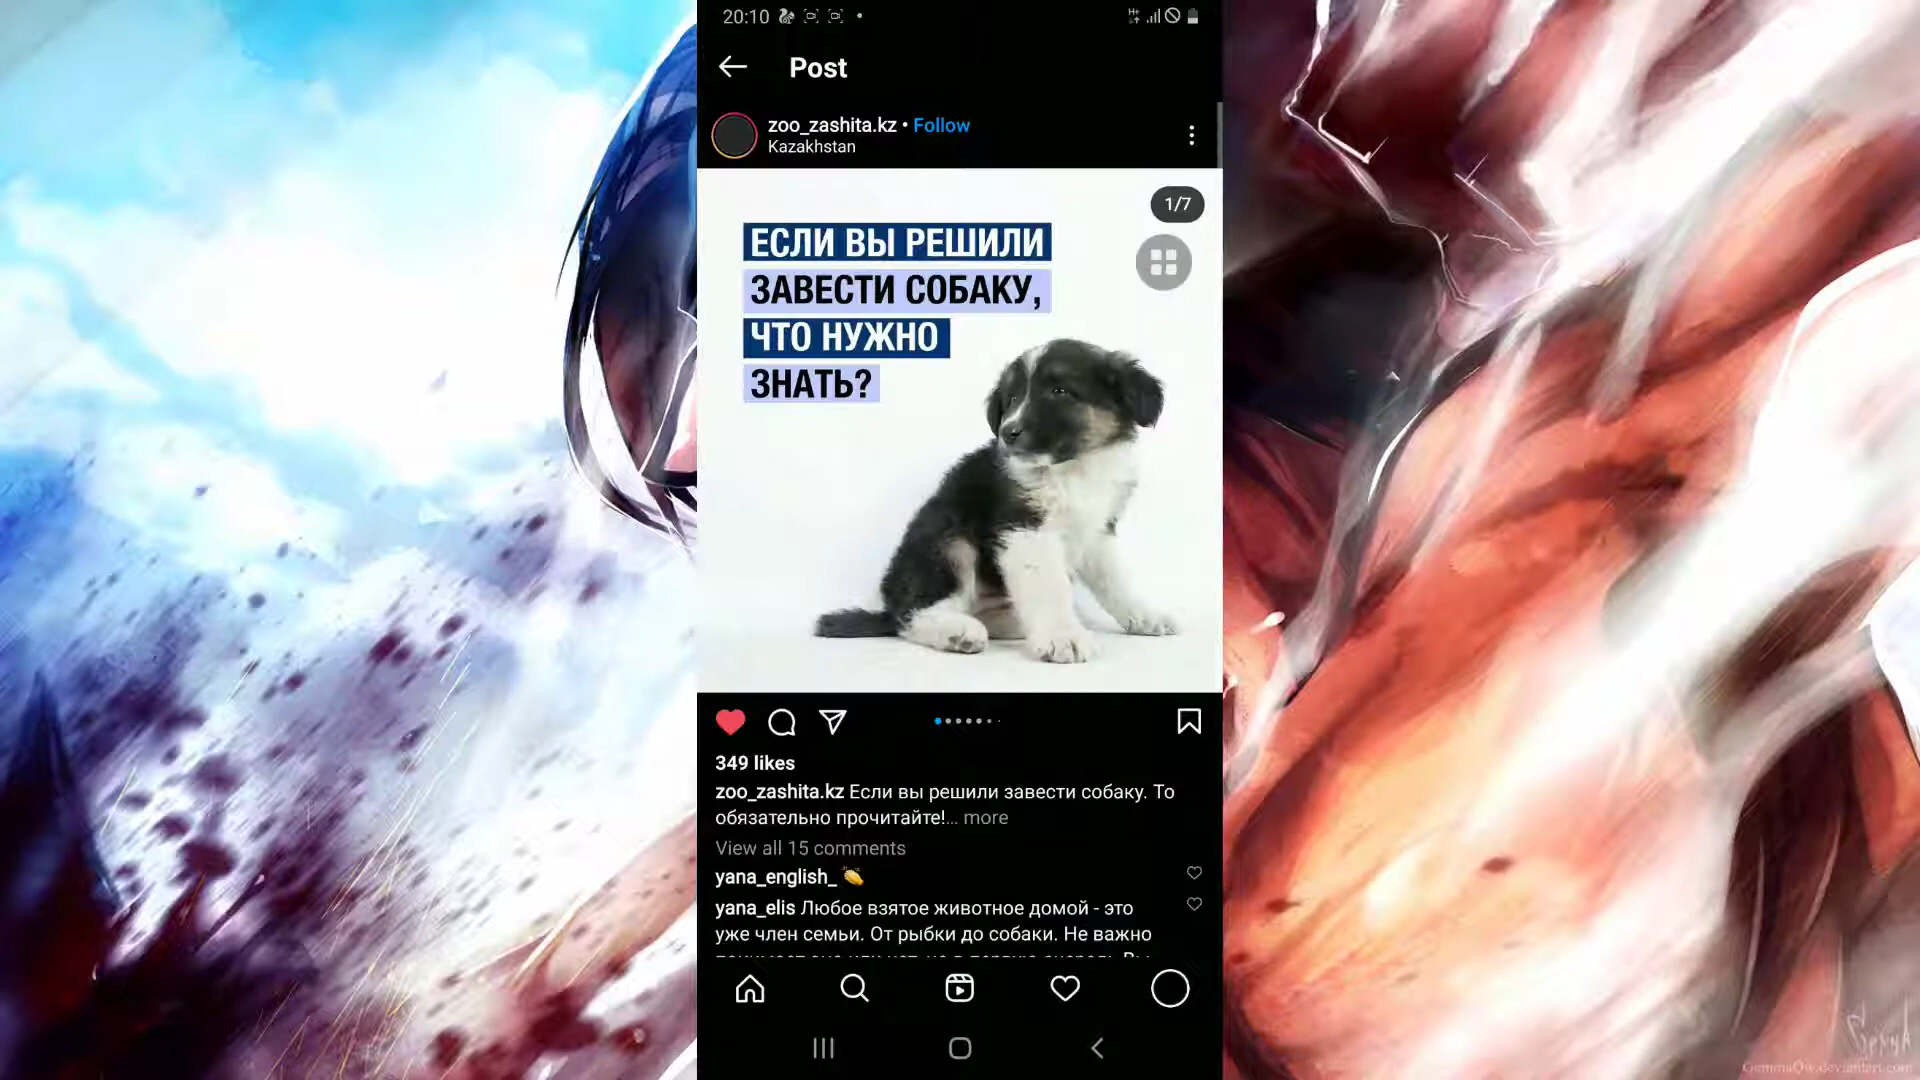 20:10
Post
zoo_zashita.kz • Follow
Kazakhstan
1/7
ЕСЛИ ВЫ РЕШИЛИ
ЗАВЕСТИ СОБАКУ,
ЧТО НУЖНО
ЗНАТЬ?
349 likes
zoo_zashita.kz Если вы решили завести собаку. То
обязательно прочитайте!... more
View all 15 comments
yana_english_ 👏
yana_elis Любое взятое животное домой - это
уже член семьи. От рыбки до собаки. Не важно